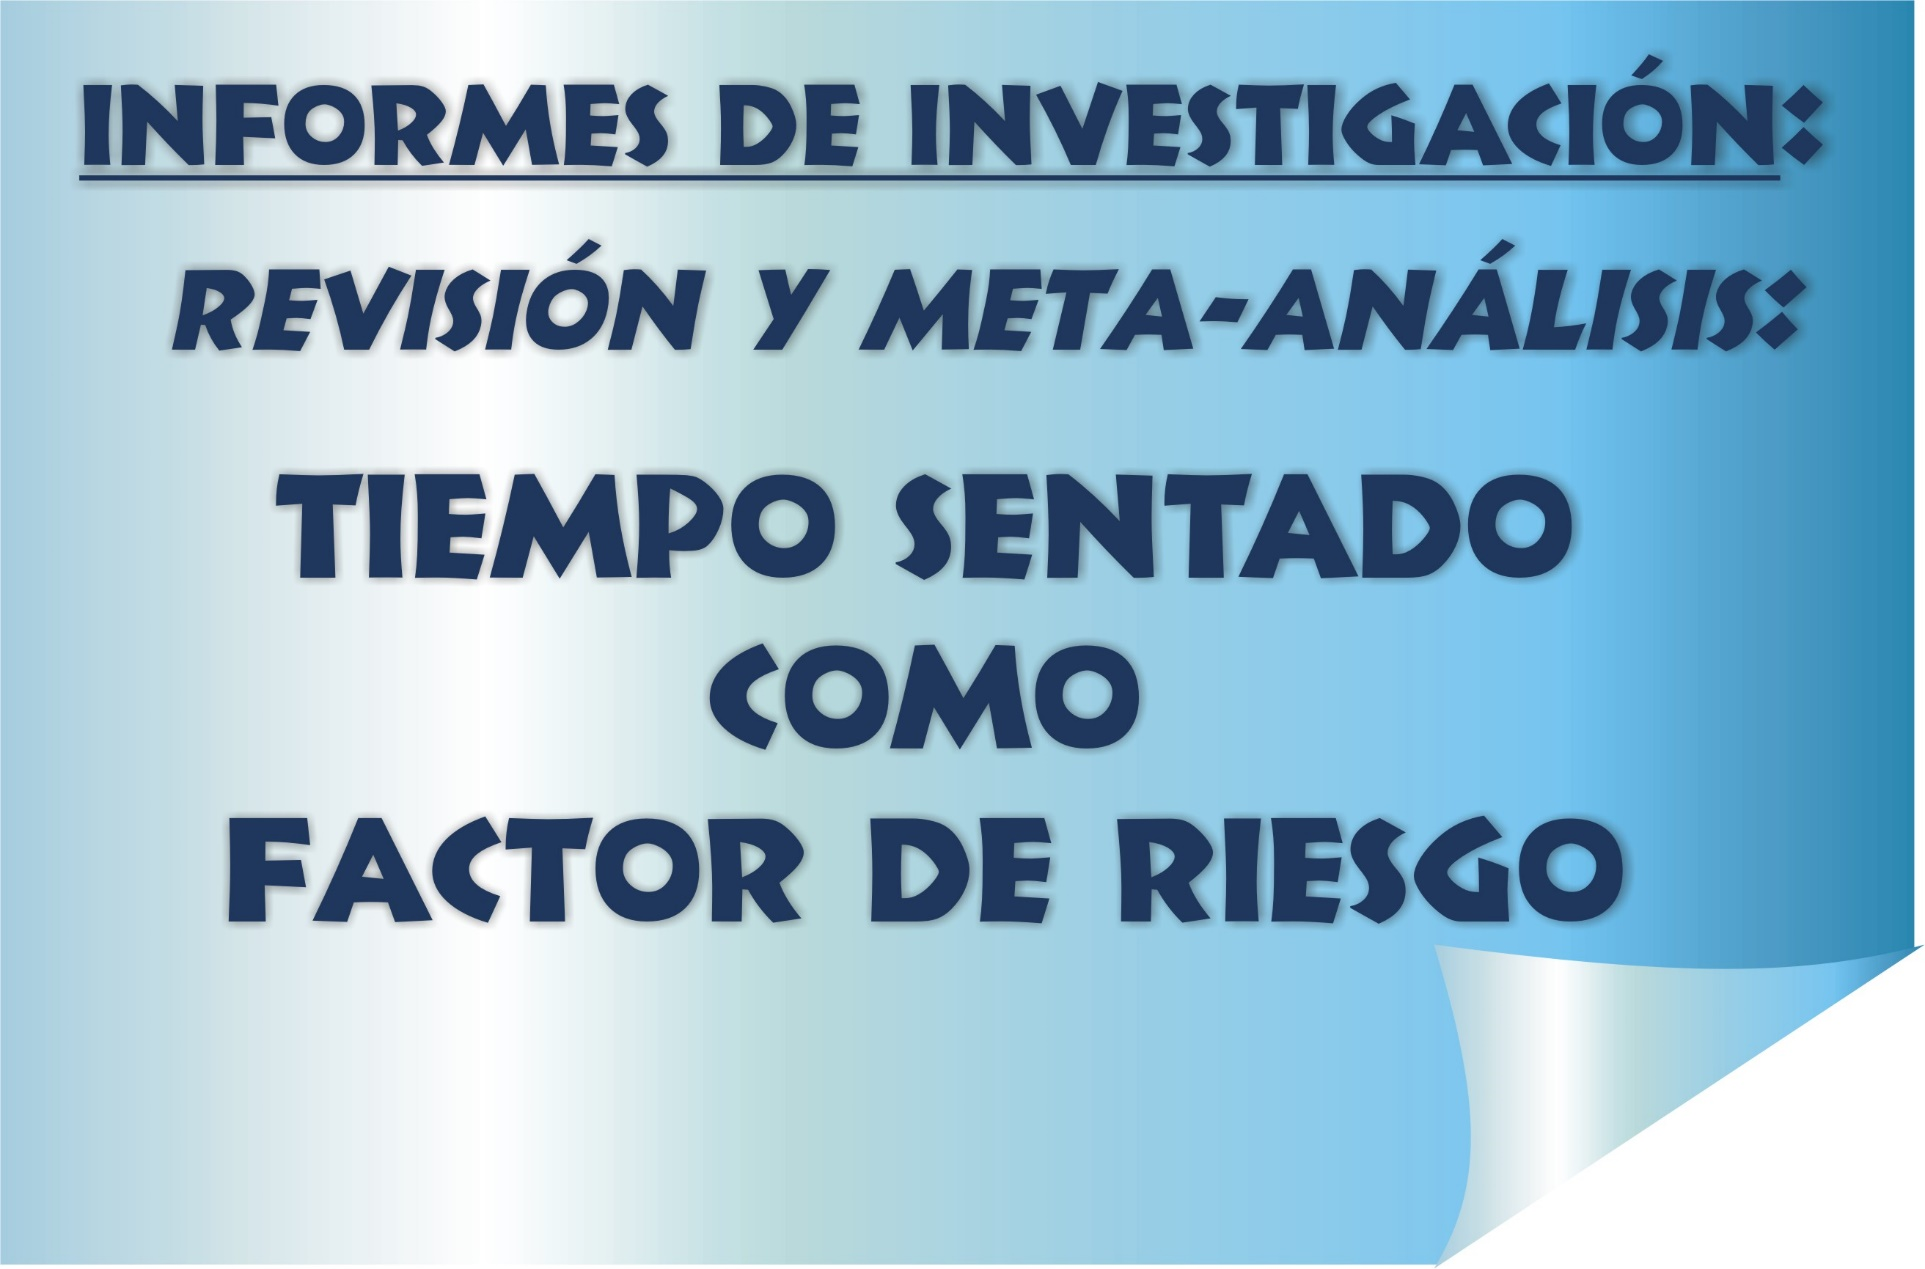 INFORMES DE INVESTIGACIÓN:
REVISIÓN Y META-ANÁLISIS:
TIEMPO SENTADO
COMO
FACTOR DE RIESGO